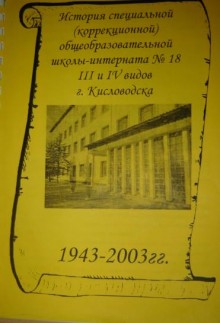 История специальной
(коррекционной)
общеобразовательной
школы-интерната № 18
III и IV видов
г. Кисловодска
1943-2003гг.